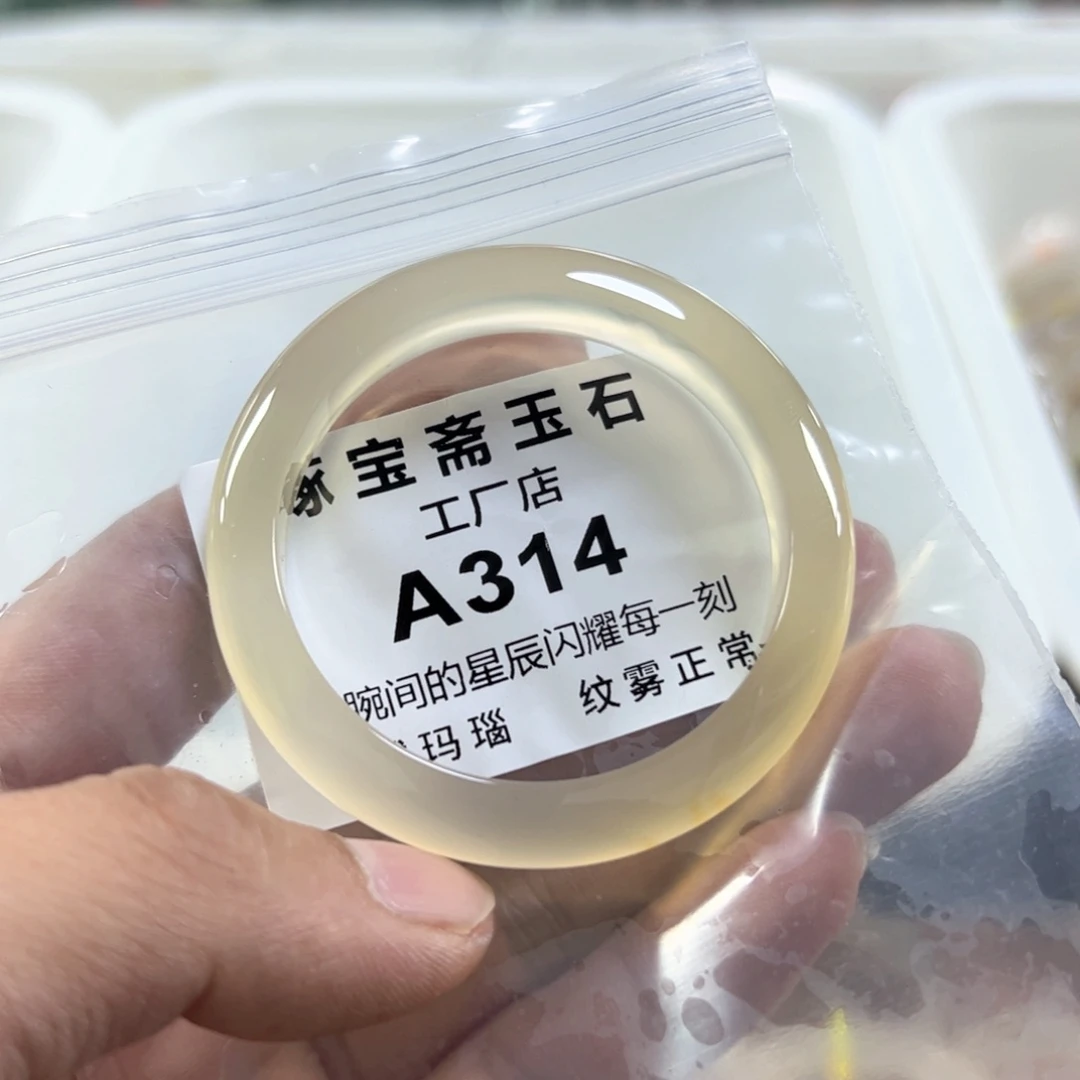 琢宝斋玉石
工厂店
A314
腕间的星辰闪耀每一刻
玛瑙 纹雾正常